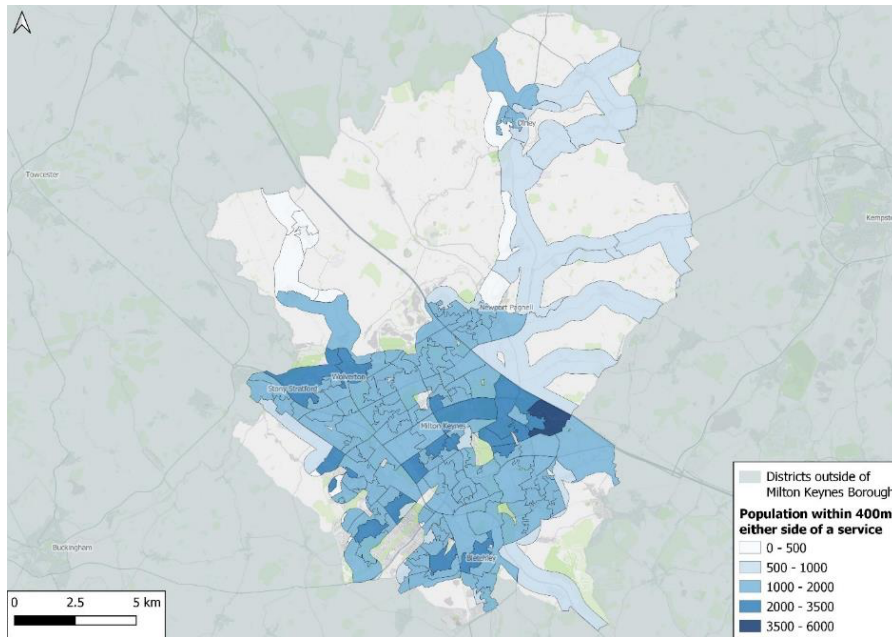 Olney
Towcester
Kempst
Newport Pagnell
Wolverton
Stony Stratford
Milton Keynes
Buckingham
Bletchley
0 2.5 5 km
Districts outside of
Milton Keynes Borough
Population within 400m
either side of a service
0 - 500
500 - 1000
1000 - 2000
2000 - 3500
3500 - 6000